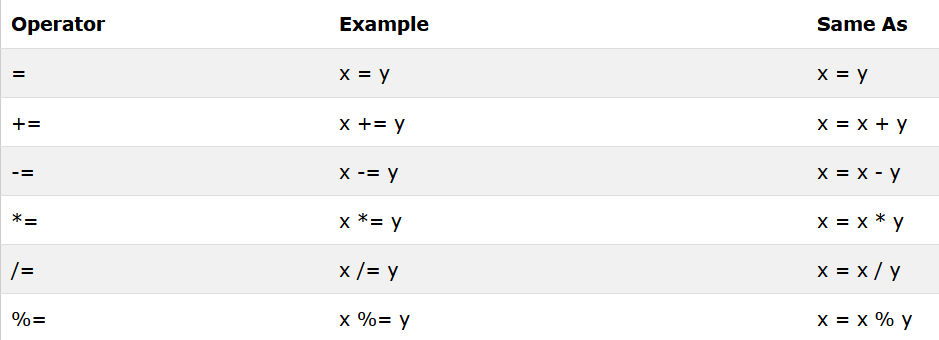 Operator Example Same As
= x = y x = y
+= x += y x = x + y
-= x -= y x = x - y
*= x *= y x = x * y
/= x /= y x = x / y
%= x %= y x = x % y